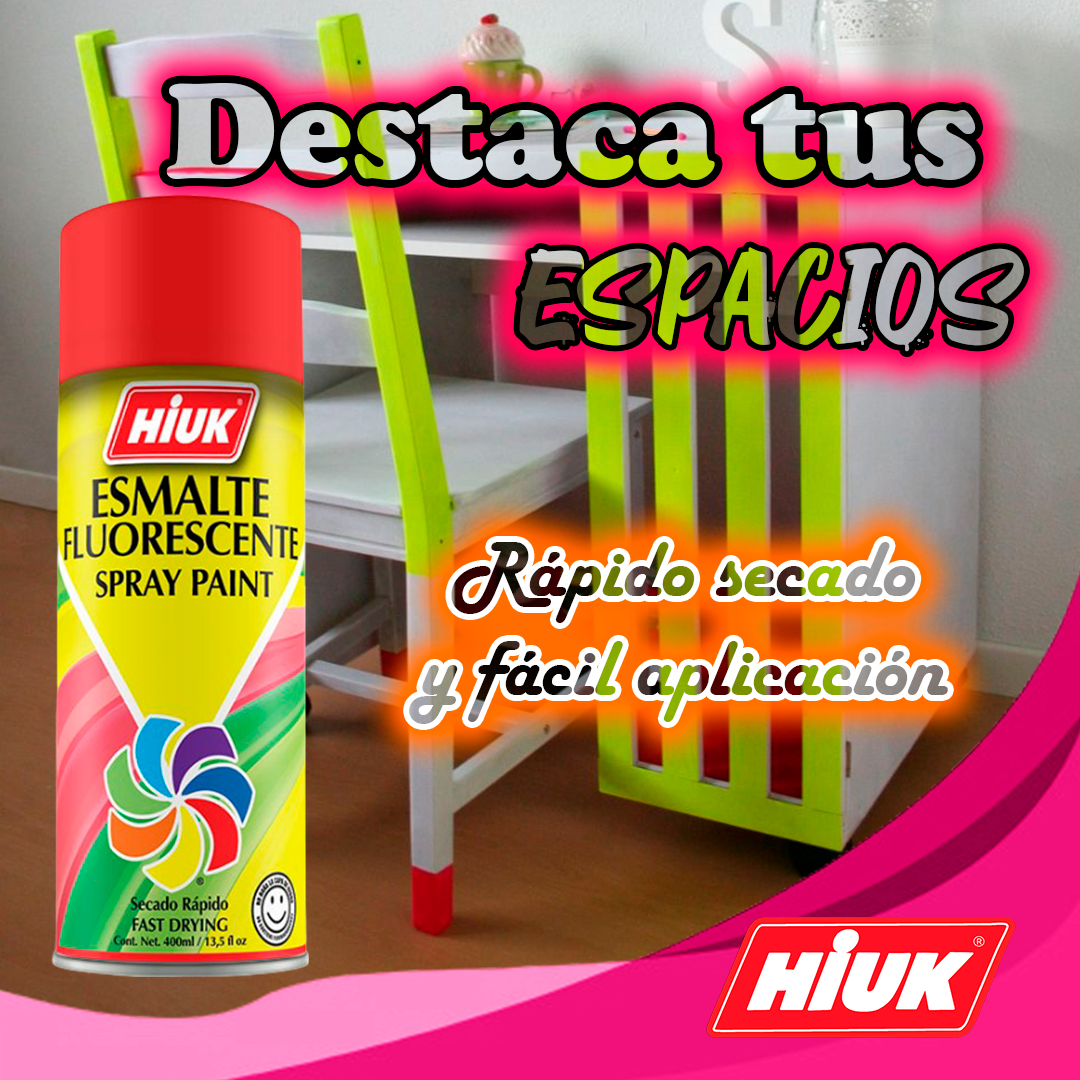 Destaca tus
ESPACIOS
HiUK
ESMALTE
FLUORESCENTE
SPRAY PAINT
Rápido secado
y fácil aplicación
Secado Rápido
FAST DRYING
Cont. Net. 400ml / 13,5 fl oz
HiUK®